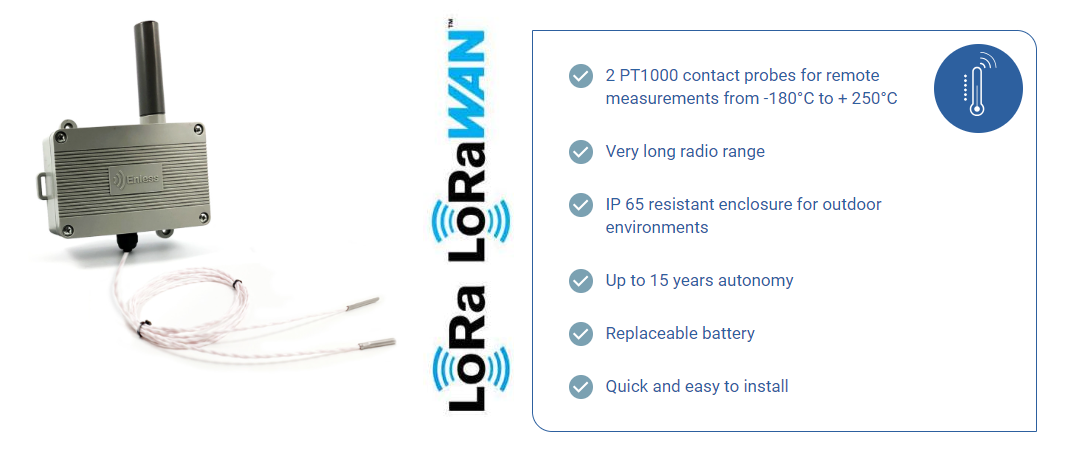 Enless
LoRa
LoRaWAN™
2 PT1000 contact probes for remote
measurements from -180°C to + 250°C
Very long radio range
IP 65 resistant enclosure for outdoor
environments
Up to 15 years autonomy
Replaceable battery
Quick and easy to install